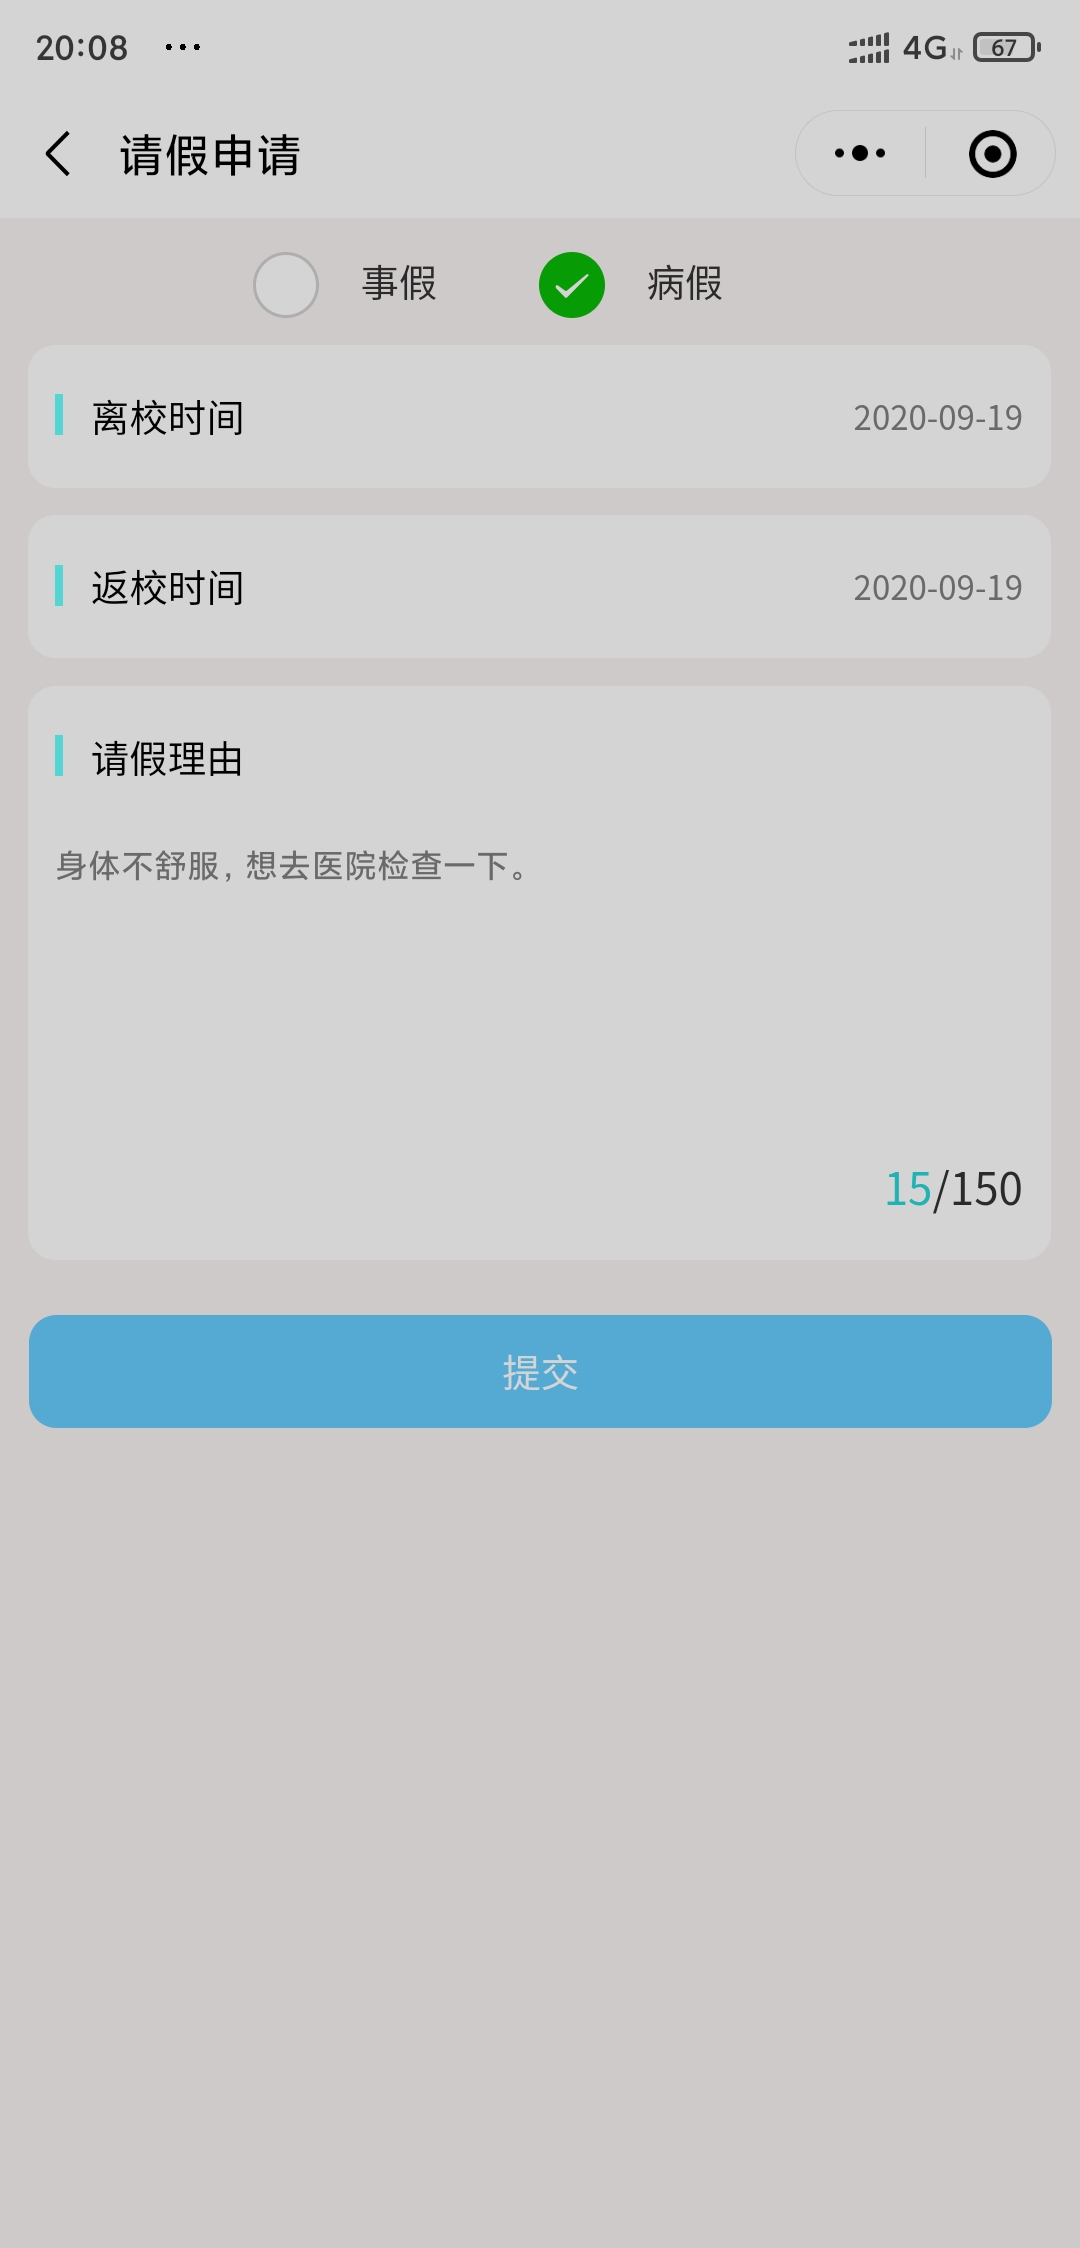 20:08 ... 4G 67
请假申请
事假 病假
离校时间 2020-09-19
返校时间 2020-09-19
请假理由
身体不舒服，想去医院检查一下。
15/150
提交